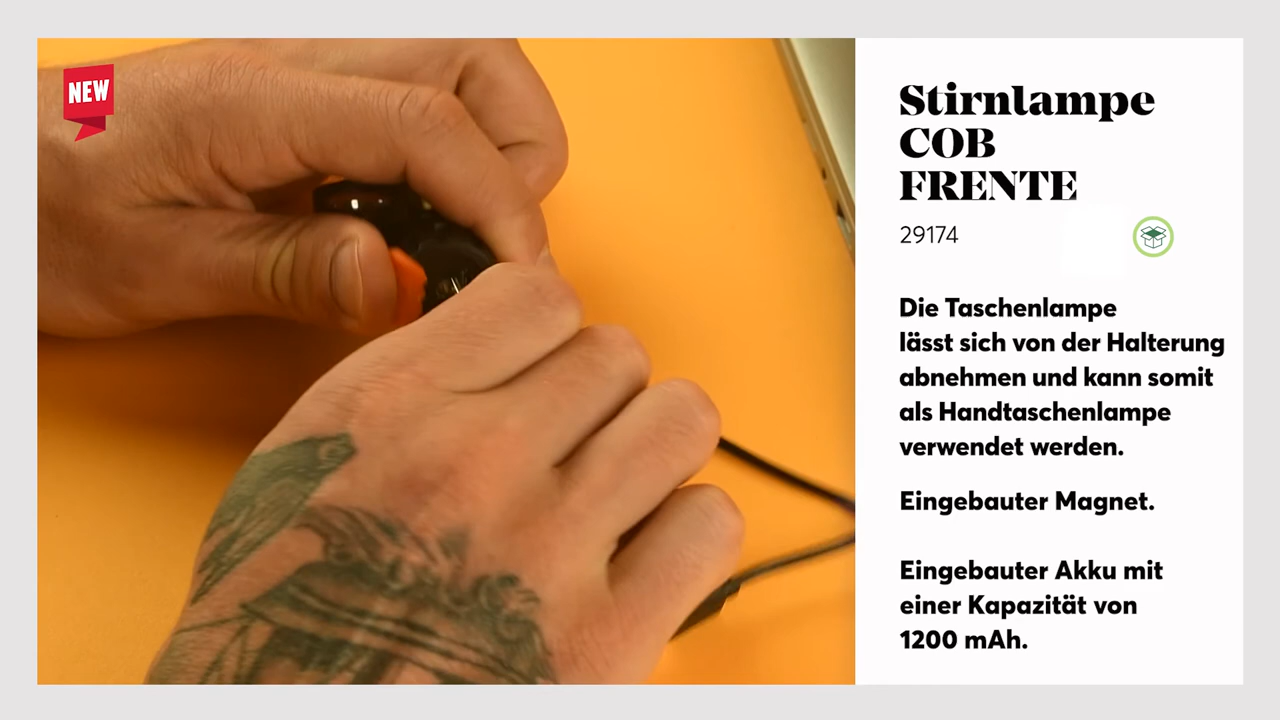 NEW
Stirnlampe
COB
FRENTE
29174
Die Taschenlampe
lässt sich von der Halterung
abnehmen und kann somit
als Handtaschenlampe
verwendet werden.
Eingebauter Magnet.
Eingebauter Akku mit
einer Kapazität von
1200 mAh.